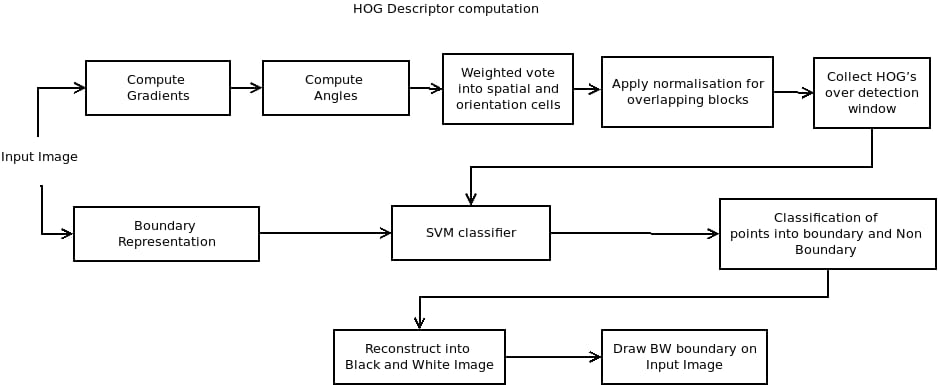 HOG Descriptor computation
Compute
Gradients
Compute
Angles
Weighted vote
into spatial and
orientation cells
Apply normalisation for
overlapping blocks
Collect HOG's
over detection
window
Input Image
Boundary
Representation
SVM classifier
Classification of
points into boundary and Non
Boundary
Reconstruct into
Black and White Image
Draw BW boundary on
Input Image